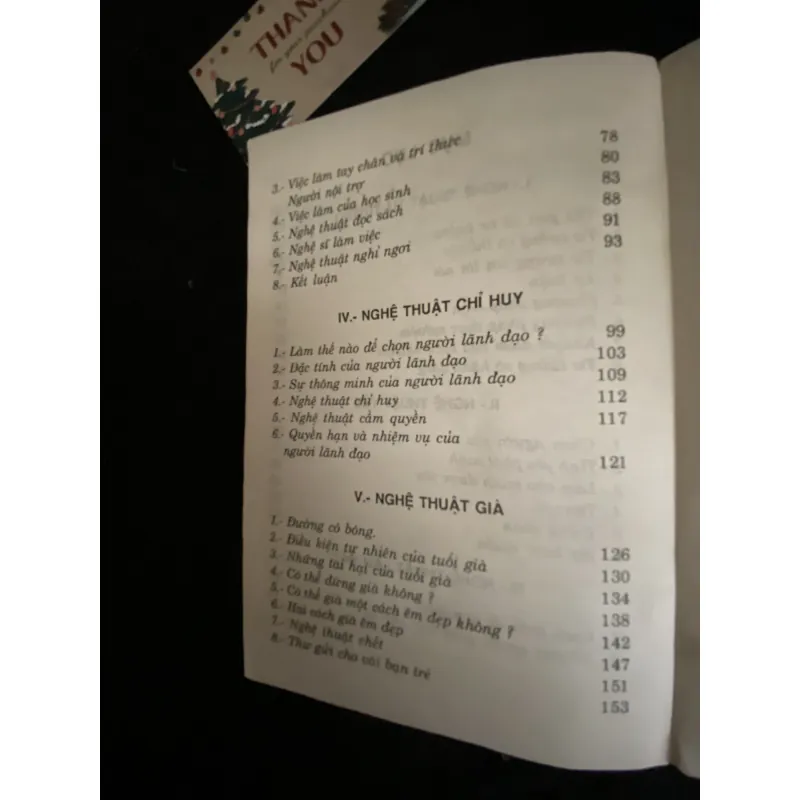 THAN
for your purchase
YOU
3.- Việc làm tay chân và trí thức 78
Người nội trợ
4.- Việc làm của học sinh 80
5.- Nghệ thuật đọc sách 83
6.- Nghệ sĩ làm việc 88
7.- Nghệ thuật nghỉ ngơi 91
8.- Kết luận 93
IV.- NGHỆ THUẬT CHỈ HUY
1.- Làm thế nào để chọn người lãnh đạo ? 99
2.- Đặc tính của người lãnh đạo 103
3.- Sự thông minh của người lãnh đạo 109
4.- Nghệ thuật chỉ huy 112
5.- Nghệ thuật cầm quyền 117
6.- Quyền hạn và nhiệm vụ của
người lãnh đạo 121
V.- NGHỆ THUẬT GIÀ
1.- Đường có bóng. 126
2.- Điều kiện tự nhiên của tuổi già 130
3.- Những tai hại của tuổi già 134
4.- Có thể đừng già không ? 138
5.- Có thể già một cách êm đẹp không ? 142
6.- Hai cách già êm đẹp 147
7.- Nghệ thuật chết 151
8.- Thư gửi cho vài bạn trẻ 153